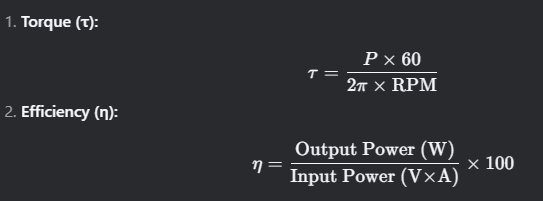 1. Torque (τ):
τ = P × 60 / 2π × RPM
2. Efficiency (η):
η = Output Power (W) / Input Power (V×A) × 100